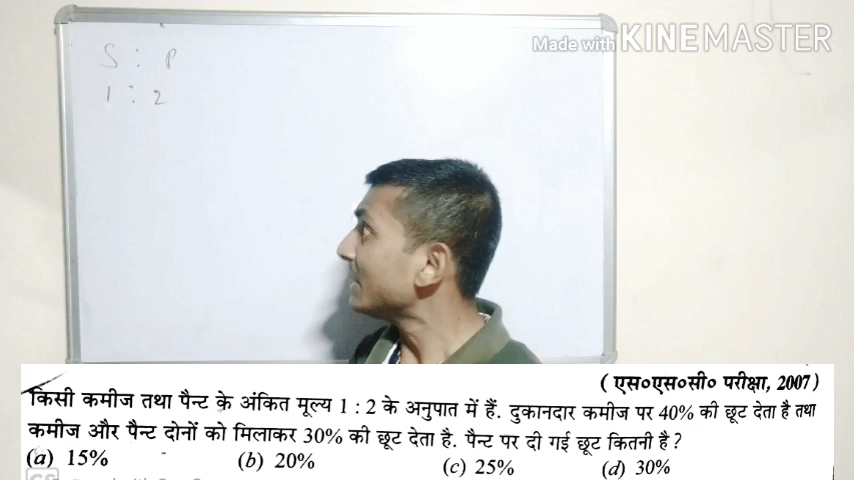 Made with KINEMASTER
S : P
1 : 2
( एस०एस०सी० परीक्षा, 2007)
किसी कमीज तथा पैन्ट के अंकित मूल्य 1 : 2 के अनुपात में हैं. दुकानदार कमीज पर 40% की छूट देता है तथा
कमीज और पैन्ट दोनों को मिलाकर 30% की छूट देता है. पैन्ट पर दी गई छूट कितनी है ?
(a) 15% (b) 20% (c) 25% (d) 30%